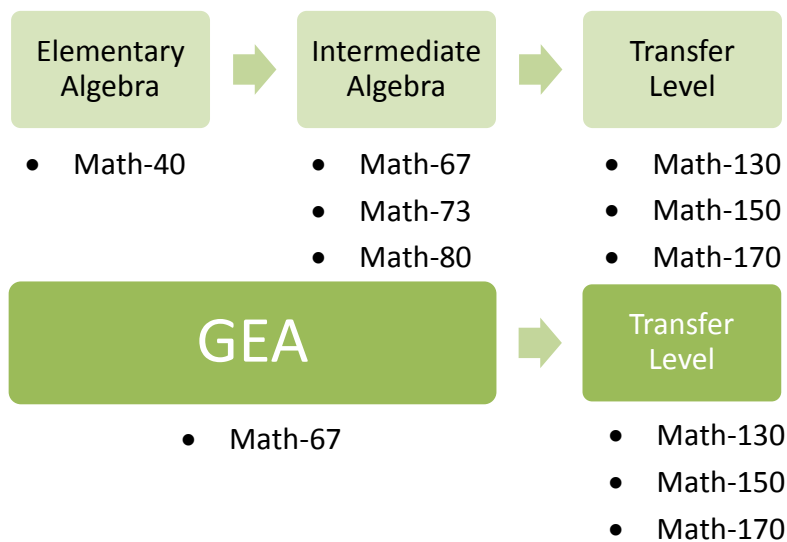 Elementary
Algebra
Intermediate
Algebra
Transfer
Level
• Math-40
• Math-67
• Math-73
• Math-80
• Math-130
• Math-150
• Math-170
GEA
Transfer
Level
• Math-67
• Math-130
• Math-150
• Math-170